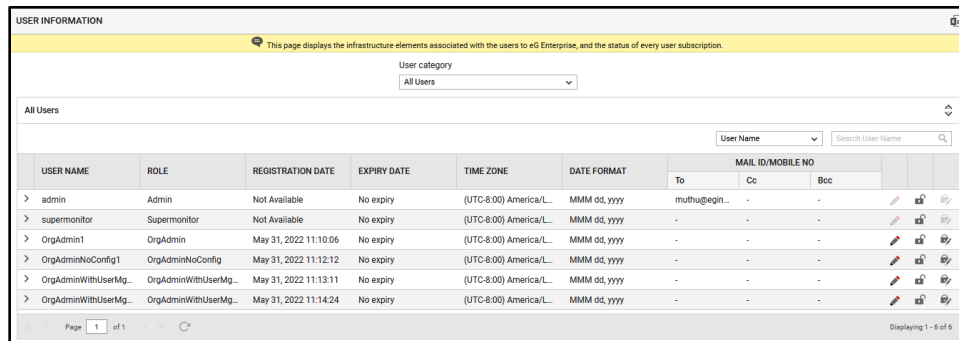 USER INFORMATION
This page displays the infrastructure elements associated with the users to eG Enterprise, and the status of every user subscription.
User category
All Users
All Users
User Name Search User Name
USER NAME ROLE REGISTRATION DATE EXPIRY DATE TIME ZONE DATE FORMAT MAIL ID/MOBILE NO
To Cc Bcc
admin Admin Not Available No expiry (UTC-8:00) America/L... MMM dd, yyyy muthu@egin... - -
supermonitor Supermonitor Not Available No expiry (UTC-8:00) America/L... MMM dd, yyyy - - -
OrgAdmin1 OrgAdmin May 31, 2022 11:10:06 No expiry (UTC-8:00) America/L... MMM dd, yyyy - - -
OrgAdminNoConfig1 OrgAdminNoConfig May 31, 2022 11:12:12 No expiry (UTC-8:00) America/L... MMM dd, yyyy - - -
OrgAdminWithUserMg... OrgAdminWithUserMg... May 31, 2022 11:13:11 No expiry (UTC-8:00) America/L... MMM dd, yyyy - - -
OrgAdminWithUserMg... OrgAdminWithUserMg... May 31, 2022 11:14:24 No expiry (UTC-8:00) America/L... MMM dd, yyyy - - -
Page 1 of 1 Displaying 1 - 6 of 6